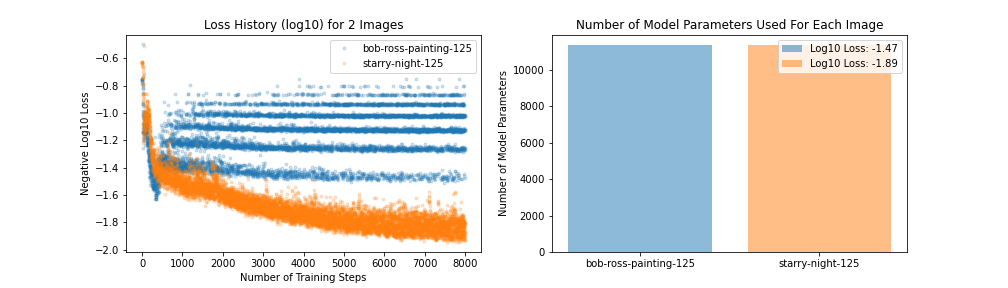 Loss History (log10) for 2 Images
bob-ross-painting-125
starry-night-125
−0.6
−0.8
−1.0
−1.2
−1.4
−1.6
−1.8
−2.0
Negative Log10 Loss
0 1000 2000 3000 4000 5000 6000 7000 8000
Number of Training Steps
Number of Model Parameters Used For Each Image
Log10 Loss: -1.47
Log10 Loss: -1.89
10000
8000
6000
4000
2000
0
Number of Model Parameters
bob-ross-painting-125 starry-night-125